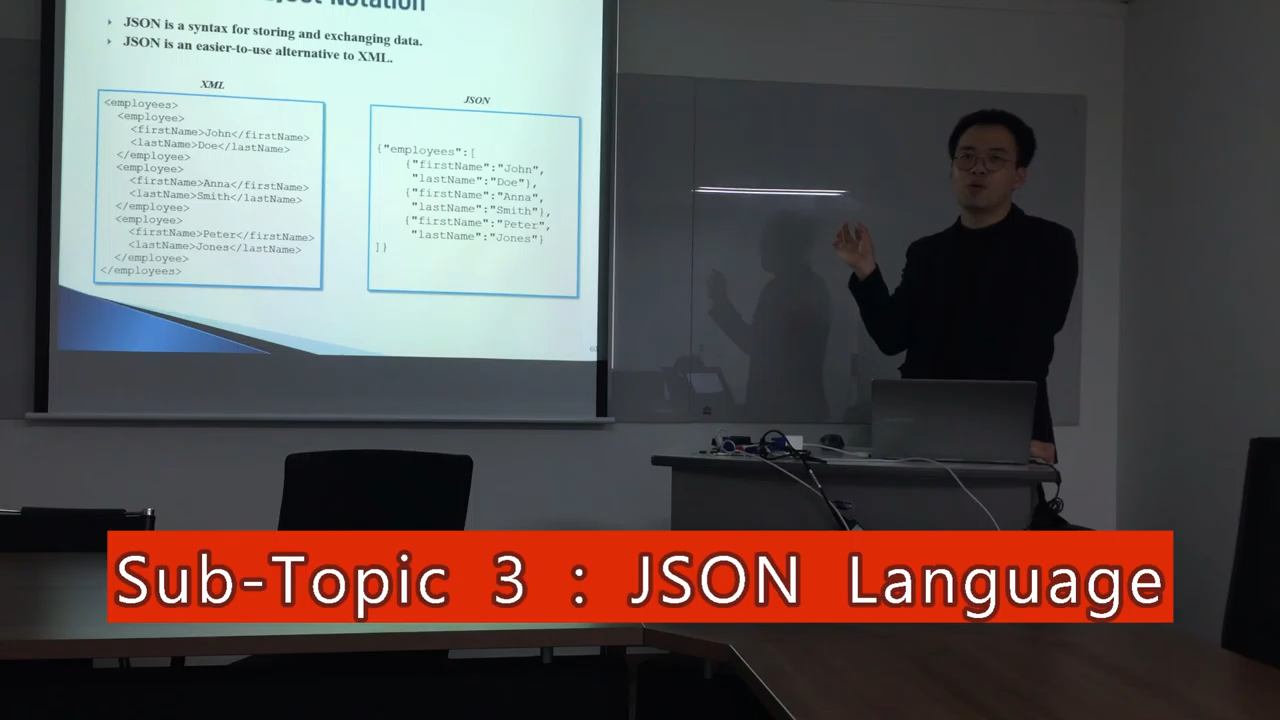 Notation
JSON is a syntax for storing and exchanging data.
JSON is an easier-to-use alternative to XML.
XML
<employees>
<employee>
<firstName>John</firstName>
<lastName>Doe</lastName>
</employee>
<employee>
<firstName>Anna</firstName>
<lastName>Smith</lastName>
</employee>
<employee>
<firstName>Peter</firstName>
<lastName>Jones</lastName>
</employee>
</employees>
JSON
{"employees":[
{"firstName":"John",
"lastName":"Doe"},
{"firstName":"Anna",
"lastName":"Smith"},
{"firstName":"Peter",
"lastName":"Jones"}
]}
Sub-Topic 3 : JSON Language